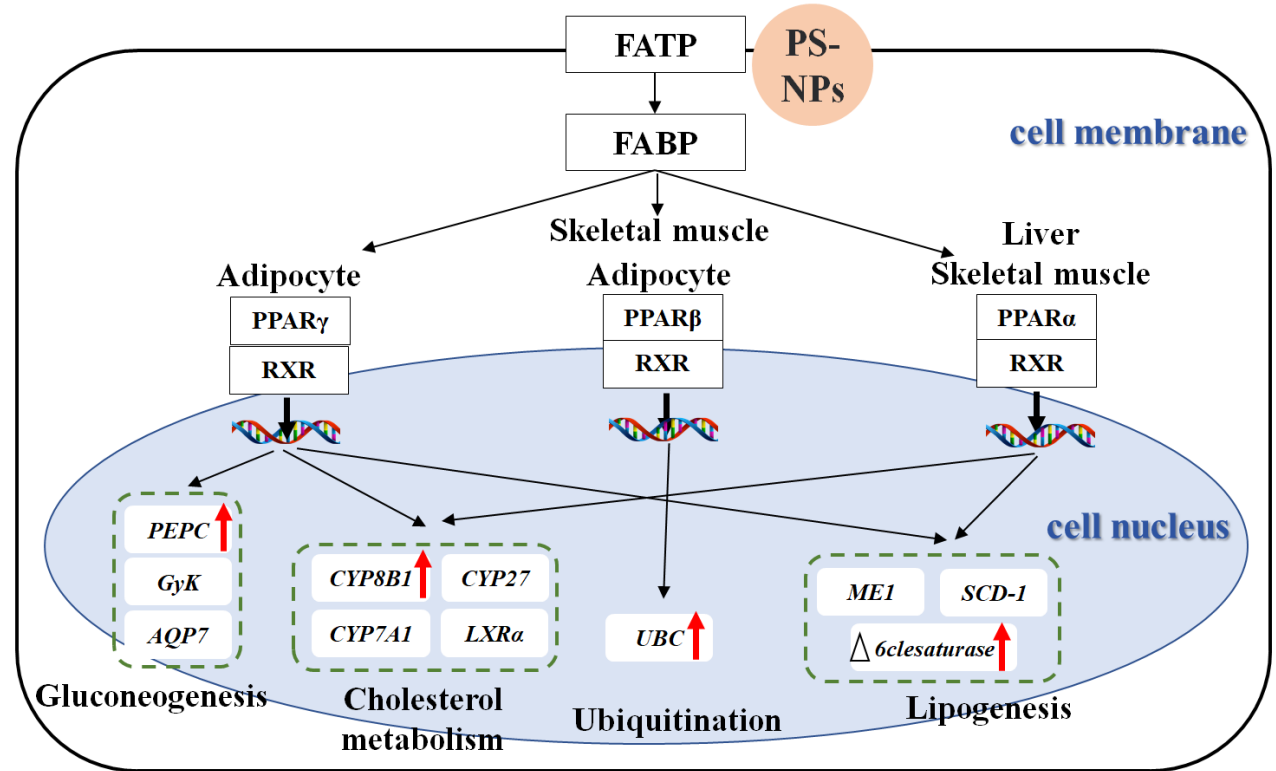 FATP
PS-
NPs
cell membrane
FABP
Skeletal muscle
Liver
Adipocyte
Adipocyte
Skeletal muscle
PPARγ
PPARβ
PPARα
RXR
RXR
RXR
cell nucleus
PEPC
GyK
AQP7
Gluconeogenesis
CYP8B1
CYP27
CYP7A1
LXRα
Cholesterol
metabolism
UBC
Ubiquitination
ME1
SCD-1
△ 6clesaturase
Lipogenesis